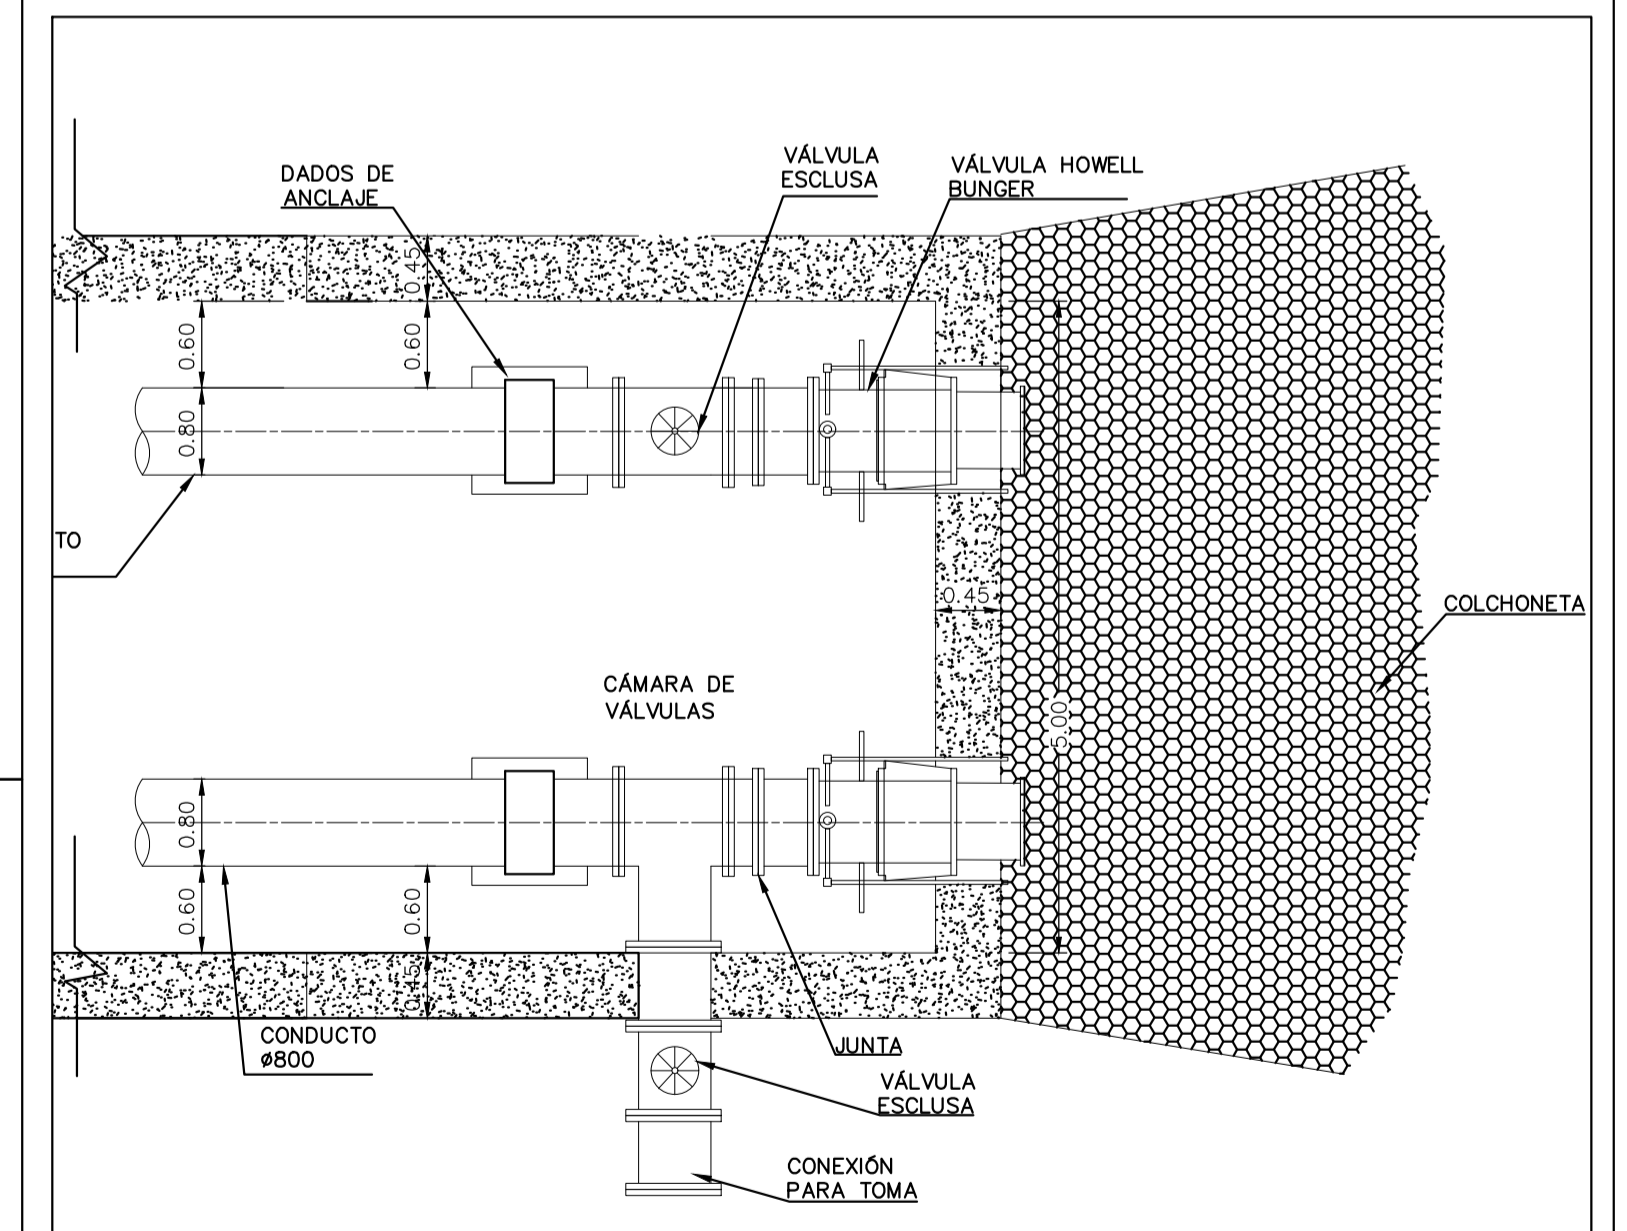 VÁLVULA
ESCLUSA
VÁLVULA HOWELL
BUNGER
DADOS DE
ANCLAJE
0.45
0.60
0.60
0.80
TO
0.45
COLCHONETA
CÁMARA DE
VÁLVULAS
5.00
0.80
0.60
0.60
0.45
CONDUCTO
ø800
JUNTA
VÁLVULA
ESCLUSA
CONEXIÓN
PARA TOMA